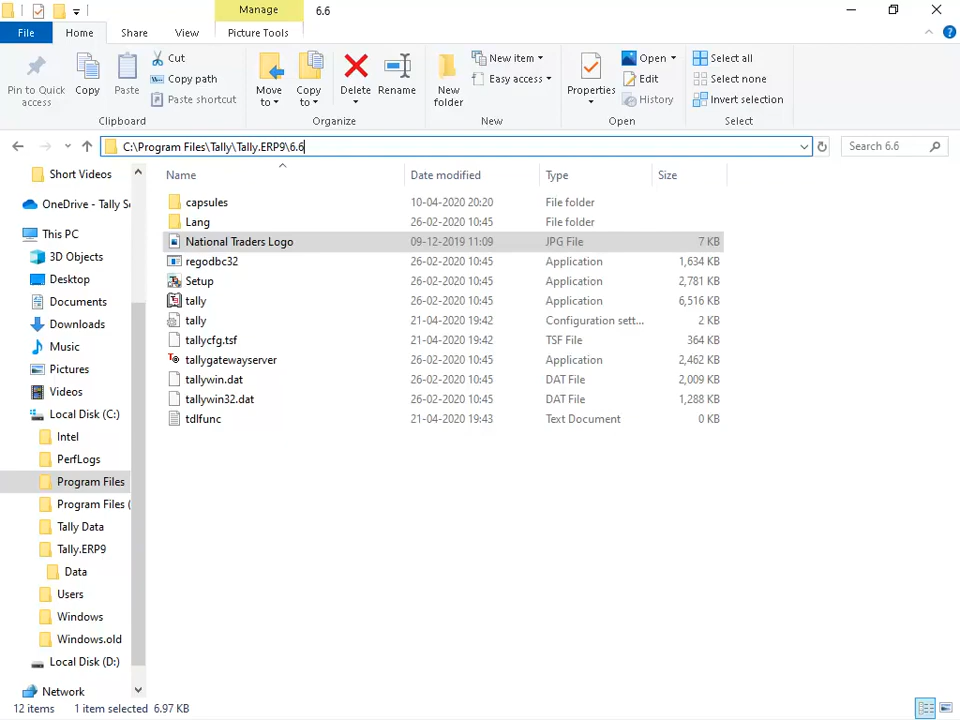 Manage
6.6
File
Home
Share
View
Picture Tools
Pin to Quick access
Copy
Paste
Cut
Copy path
Paste shortcut
Clipboard
Move to
Copy to
Delete
Rename
Organize
New folder
New item
Easy access
New
Properties
Open
Edit
History
Open
Select all
Select none
Invert selection
Select
C:\Program Files\Tally\Tally.ERP9\6.6
Search 6.6
Name Date modified Type Size
capsules 10-04-2020 20:20 File folder
Lang 26-02-2020 10:45 File folder
National Traders Logo 09-12-2019 11:09 JPG File 7 KB
regodbc32 26-02-2020 10:45 Application 1,634 KB
Setup 26-02-2020 10:45 Application 2,781 KB
tally 26-02-2020 10:45 Application 6,516 KB
tally 21-04-2020 19:42 Configuration sett... 2 KB
tallycfg.tsf 21-04-2020 19:42 TSF File 364 KB
tallygatewayserver 26-02-2020 10:45 Application 2,462 KB
tallywin.dat 26-02-2020 10:45 DAT File 2,009 KB
tallywin32.dat 26-02-2020 10:45 DAT File 1,288 KB
tdlfunc 21-04-2020 19:43 Text Document 0 KB
Short Videos
OneDrive - Tally S
This PC
3D Objects
Desktop
Documents
Downloads
Music
Pictures
Videos
Local Disk (C:)
Intel
PerfLogs
Program Files
Program Files (
Tally Data
Tally.ERP9
Data
Users
Windows
Windows.old
Local Disk (D:)
Network
12 items 1 item selected 6.97 KB